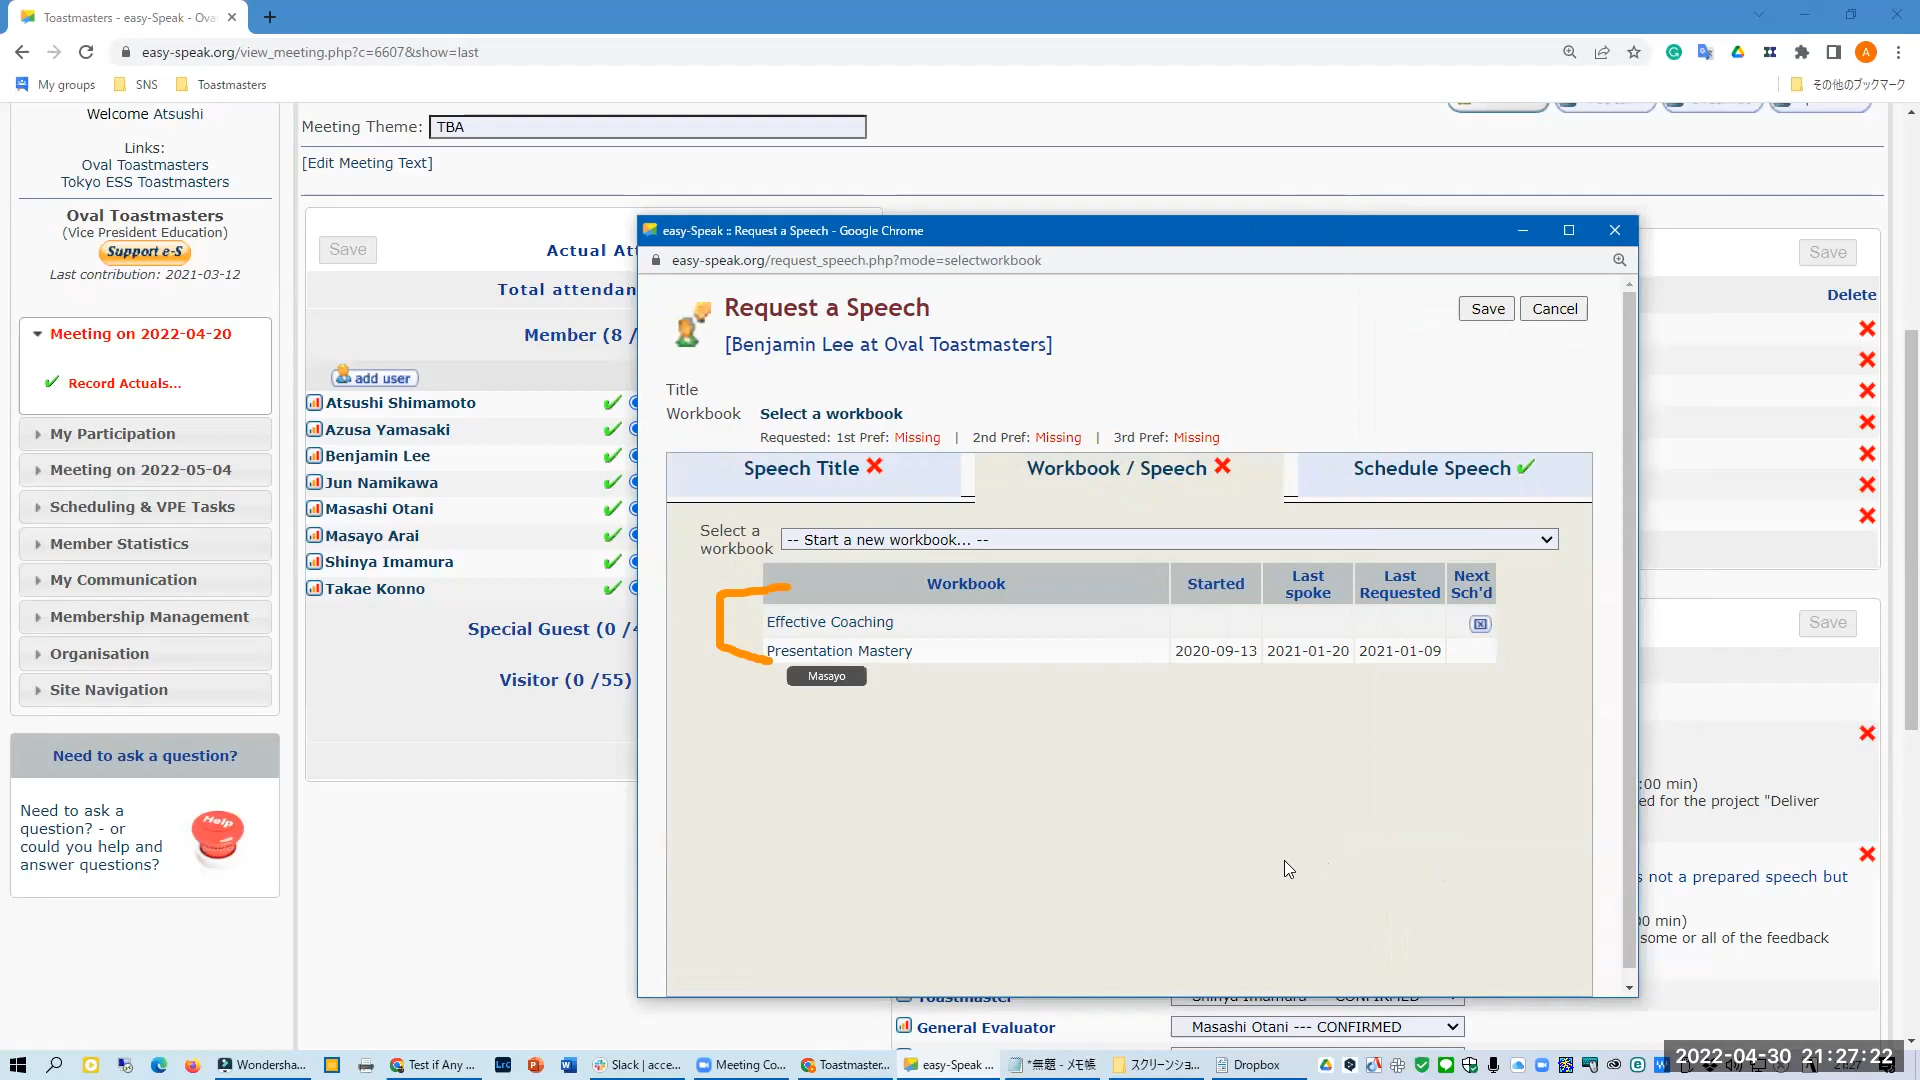 Toastmasters - easy-Speak - Ova
easy-speak.org/view_meeting.php?c=6607&show=last
A
My groups
SNS
Toastmasters
その他のブックマーク
Welcome Atsushi
Links:
Oval Toastmasters
Tokyo ESS Toastmasters
Oval Toastmasters
(Vice President Education)
Support e-S
Last contribution: 2021-03-12
Meeting on 2022-04-20
Record Actuals...
My Participation
Meeting on 2022-05-04
Scheduling & VPE Tasks
Member Statistics
My Communication
Membership Management
Organisation
Site Navigation
Need to ask a question?
Need to ask a
question? - or
could you help and
answer questions?
Help
Meeting Theme: TBA
[Edit Meeting Text]
Save
Actual Att
Total attendan
Member (8 /
add user
Atsushi Shimamoto
Azusa Yamasaki
Benjamin Lee
Jun Namikawa
Masashi Otani
Masayo Arai
Shinya Imamura
Takae Konno
Special Guest (0 /4
Visitor (0 /55)
easy-Speak :: Request a Speech - Google Chrome
easy-speak.org/request_speech.php?mode=selectworkbook
Request a Speech
[Benjamin Lee at Oval Toastmasters]
Save
Cancel
Title
Workbook Select a workbook
Requested: 1st Pref: Missing | 2nd Pref: Missing | 3rd Pref: Missing
Speech Title
Workbook / Speech
Schedule Speech
Select a
workbook
-- Start a new workbook... --
Workbook Started Last spoke Last Requested Next Sch'd
Effective Coaching
Presentation Mastery 2020-09-13 2021-01-20 2021-01-09
Masayo
Save
Delete
Save
:00 min)
ed for the project "Deliver
s not a prepared speech but
00 min)
some or all of the feedback
Toastmaster
Shinya Imamura --- CONFIRMED
General Evaluator
Masashi Otani --- CONFIRMED
Wondersha...
Test if Any ...
Lrc
Slack | acce...
Meeting Co...
Toastmaster...
easy-Speak ...
*無題 - メモ帳
スクリーンショ...
Dropbox
2022-04-30 21:27:22